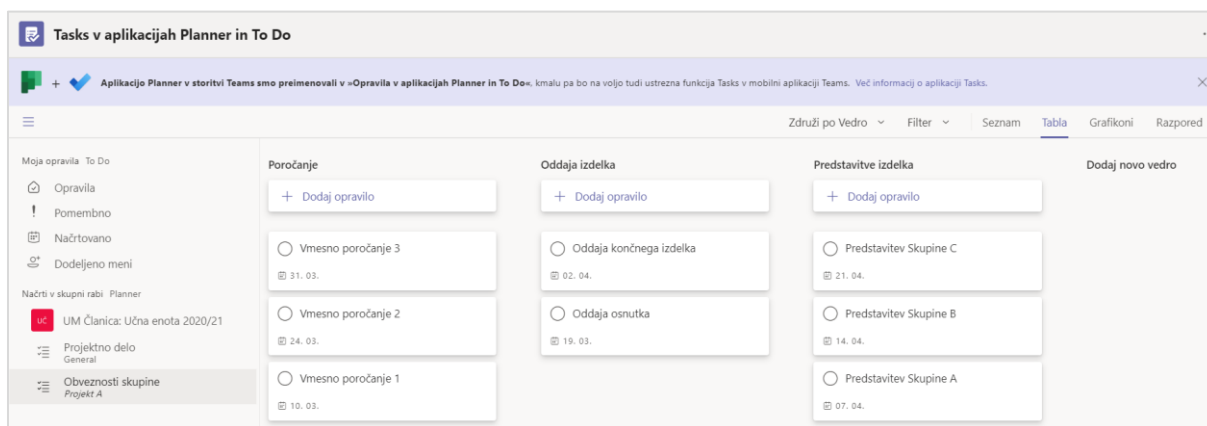 Tasks v aplikacijah Planner in To Do
Aplikacijo Planner v storitvi Teams smo preimenovali v »Opravila v aplikacijah Planner in To Do«, kmalu pa bo na voljo tudi ustrezna funkcija Tasks v mobilni aplikaciji Teams. Več informacij o aplikaciji Tasks.
Združi po Vedro Filter Seznam Tabla Grafikoni Razpored
Moja opravila To Do
Opravila
Pomembno
Načrtovano
Dodeljeno meni
Načrti v skupni rabi Planner
UČ UM Članica: Učna enota 2020/21
Projektno delo
General
Obveznosti skupine
Projekt A
Poročanje
+ Dodaj opravilo
Vmesno poročanje 3
31. 03.
Vmesno poročanje 2
24. 03.
Vmesno poročanje 1
10. 03.
Oddaja izdelka
+ Dodaj opravilo
Oddaja končnega izdelka
02. 04.
Oddaja osnutka
19. 03.
Predstavitve izdelka
+ Dodaj opravilo
Predstavitev Skupine C
21. 04.
Predstavitev Skupine B
14. 04.
Predstavitev Skupine A
07. 04.
Dodaj novo vedro